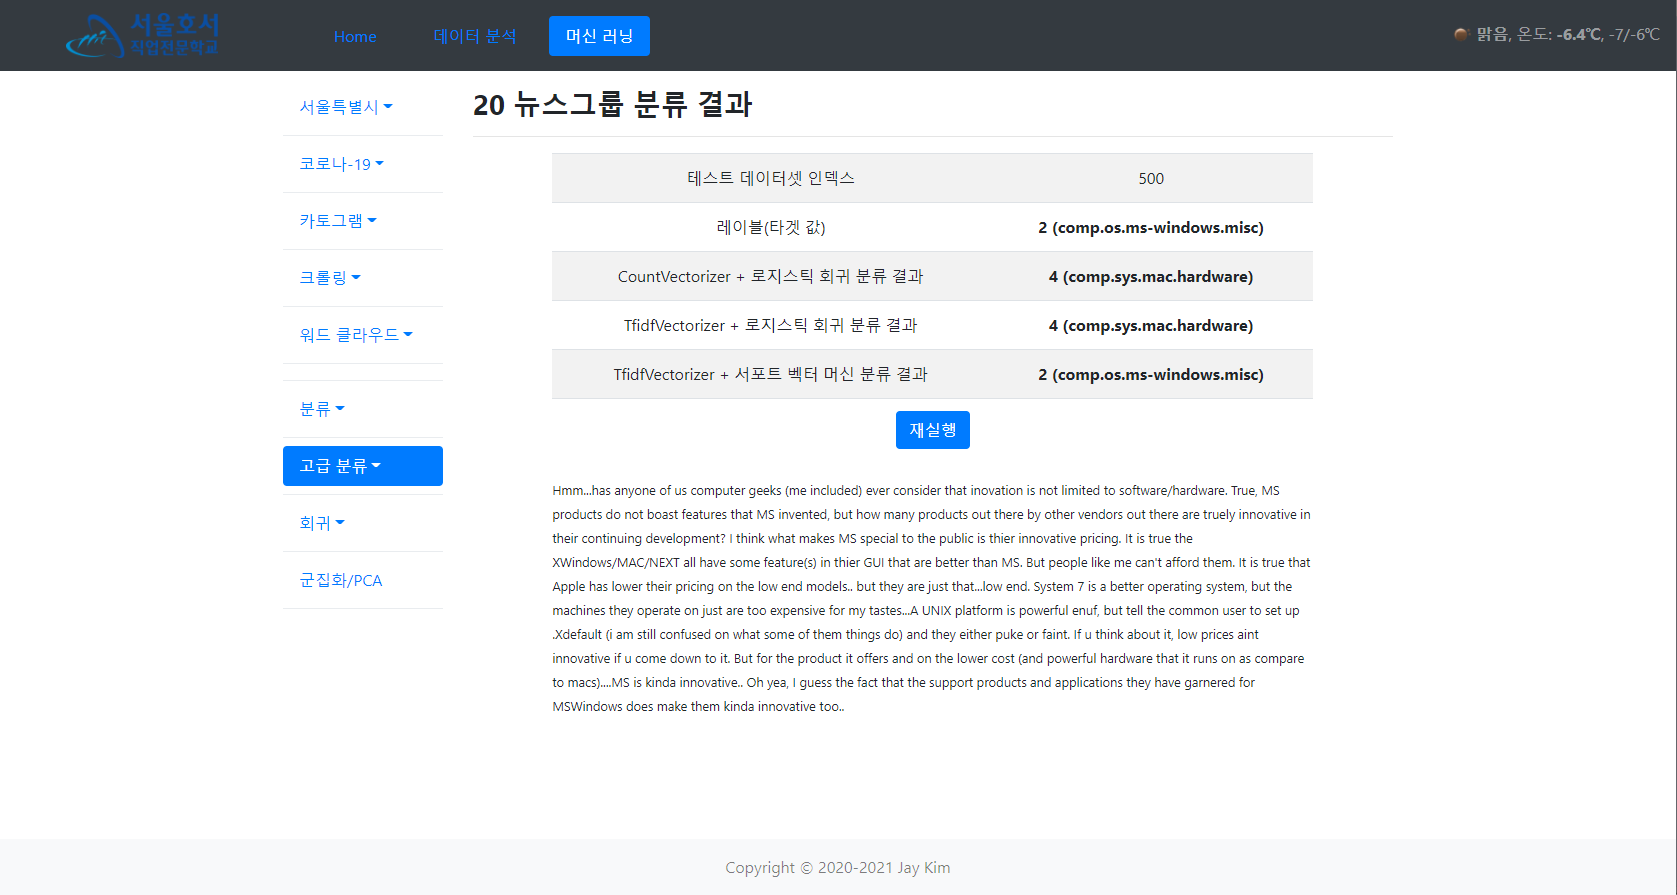 서울호서
직업전문학교
Home
데이터 분석
머신 러닝
맑음, 온도: -6.4℃, -7/-6℃
서울특별시
코로나-19
카토그램
크롤링
워드 클라우드
분류
고급 분류
회귀
군집화/PCA
20 뉴스그룹 분류 결과
테스트 데이터셋 인덱스 500
레이블(타겟 값) 2 (comp.os.ms-windows.misc)
CountVectorizer + 로지스틱 회귀 분류 결과 4 (comp.sys.mac.hardware)
TfidfVectorizer + 로지스틱 회귀 분류 결과 4 (comp.sys.mac.hardware)
TfidfVectorizer + 서포트 벡터 머신 분류 결과 2 (comp.os.ms-windows.misc)
재실행
Hmm...has anyone of us computer geeks (me included) ever consider that inovation is not limited to software/hardware. True, MS
products do not boast features that MS invented, but how many products out there by other vendors out there are truely innovative in
their continuing development? I think what makes MS special to the public is thier innovative pricing. It is true the
XWindows/MAC/NEXT all have some feature(s) in thier GUI that are better than MS. But people like me can't afford them. It is true that
Apple has lower their pricing on the low end models.. but they are just that...low end. System 7 is a better operating system, but the
machines they operate on just are too expensive for my tastes...A UNIX platform is powerful enuf, but tell the common user to set up
.Xdefault (i am still confused on what some of them things do) and they either puke or faint. If u think about it, low prices aint
innovative if u come down to it. But for the product it offers and on the lower cost (and powerful hardware that it runs on as compare
to macs)....MS is kinda innovative.. Oh yea, I guess the fact that the support products and applications they have garnered for
MSWindows does make them kinda innovative too..
Copyright © 2020-2021 Jay Kim